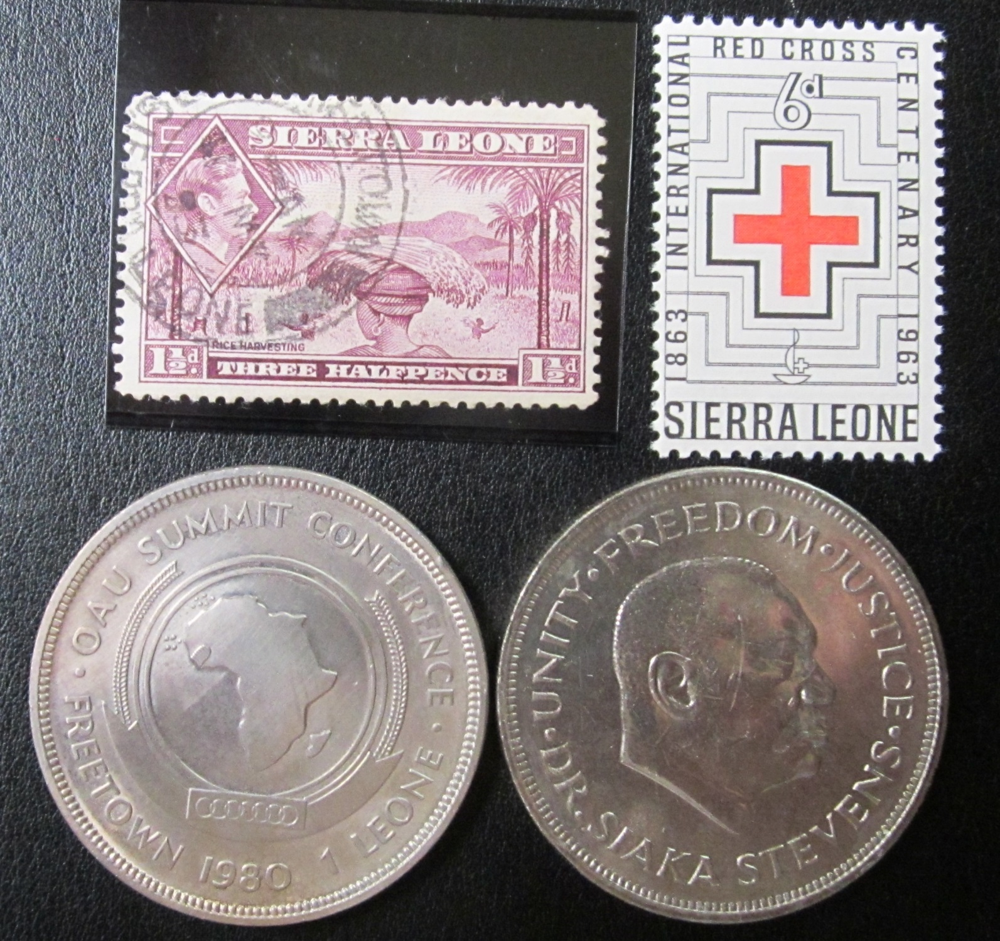 SIERRA LEONE
RICE HARVESTING
1½d.
THREE HALFPENCE
1½d.
INTERNATIONAL
RED CROSS
CENTENARY
6d
1863
1963
SIERRA LEONE
· OAU SUMMIT CONFERENCE ·
FREETOWN 1980 1 LEONE
UNITY · FREEDOM · JUSTICE ·
DR. SIAKA STEVENS